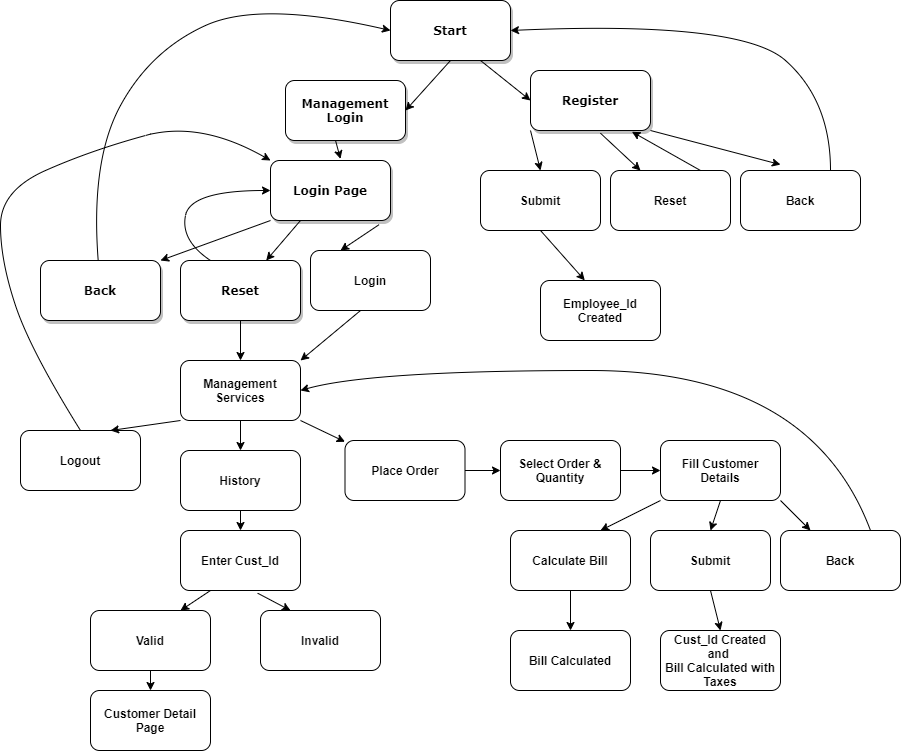 Start
Management
Login
Register
Login Page
Submit
Reset
Back
Back
Reset
Login
Employee_Id
Created
Management
Services
Logout
History
Place Order
Select Order &
Quantity
Fill Customer
Details
Enter Cust_Id
Calculate Bill
Submit
Back
Valid
Invalid
Bill Calculated
Cust_Id Created
and
Bill Calculated with
Taxes
Customer Detail
Page